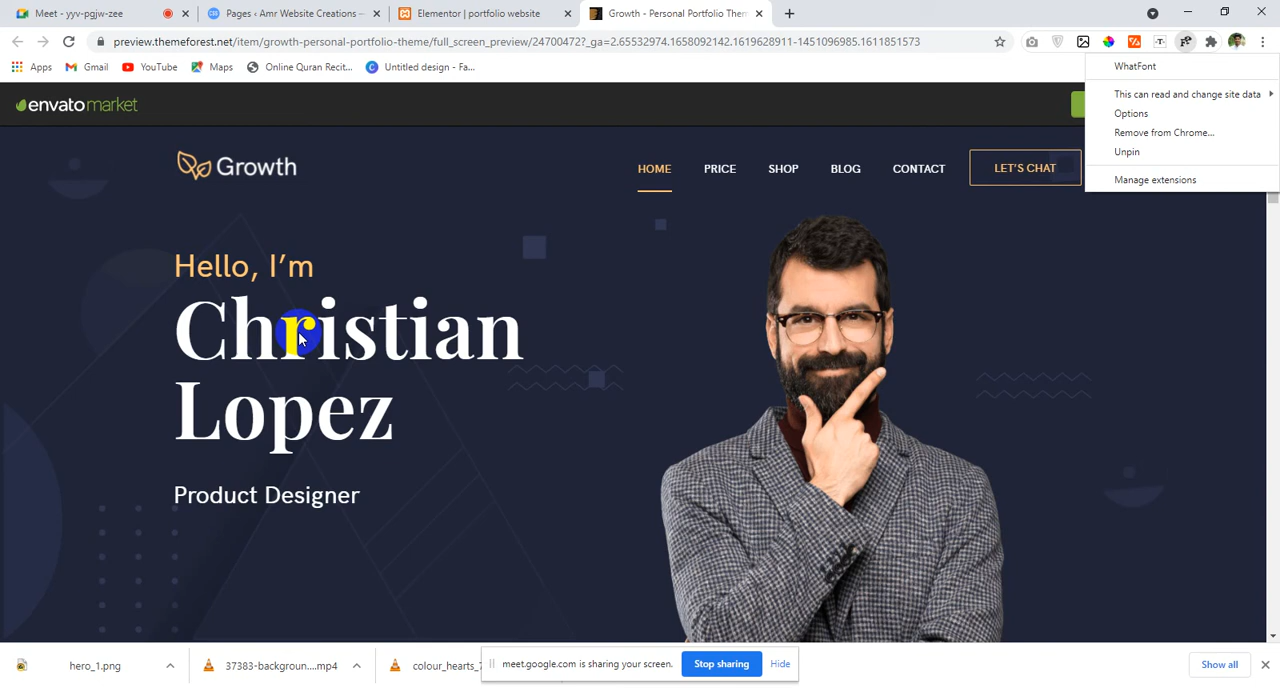 Meet - yyv-pgjw-zee
Pages ‹ Amr Website Creations —
Elementor | portfolio website
Growth - Personal Portfolio Them
preview.themeforest.net/item/growth-personal-portfolio-theme/full_screen_preview/24700472?_ga=2.65532974.1658092142.1619628911-1451096985.1611851573
Apps
Gmail
YouTube
Maps
Online Quran Recit...
Untitled design - Fa...
WhatFont
This can read and change site data
Options
Remove from Chrome...
Unpin
Manage extensions
envatomarket
Growth
HOME
PRICE
SHOP
BLOG
CONTACT
LET'S CHAT
Hello, I'm
Christian
Lopez
Product Designer
hero_1.png
37383-backgroun....mp4
colour_hearts_
meet.google.com is sharing your screen.
Stop sharing
Hide
Show all